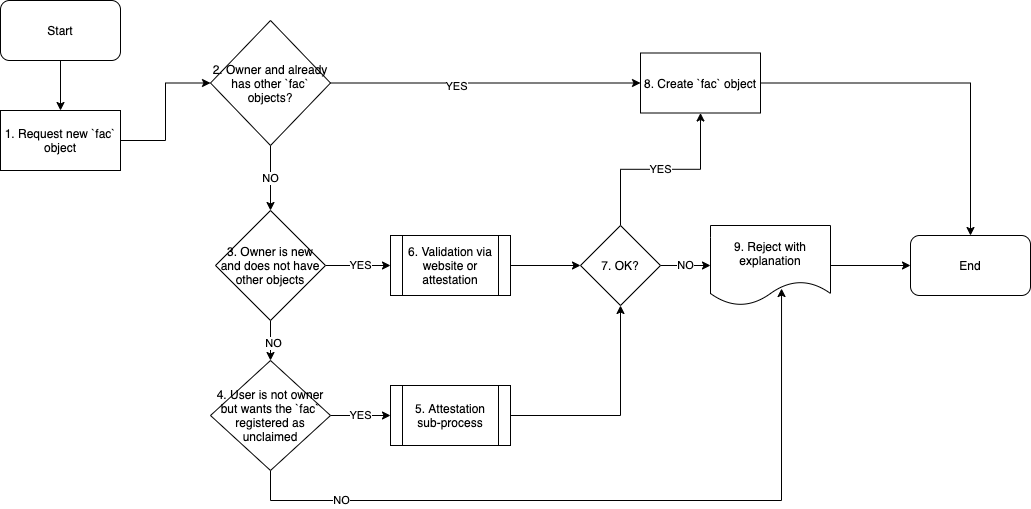 Start
1. Request new `fac`
object
2. Owner and already
has other `fac`
objects?
YES
8. Create `fac` object
NO
3. Owner is new
and does not have
other objects
YES
6. Validation via
website or
attestation
7. OK?
YES
NO
9. Reject with
explanation
End
NO
4. User is not owner
but wants the `fac`
registered as
unclaimed
YES
5. Attestation
sub-process
NO